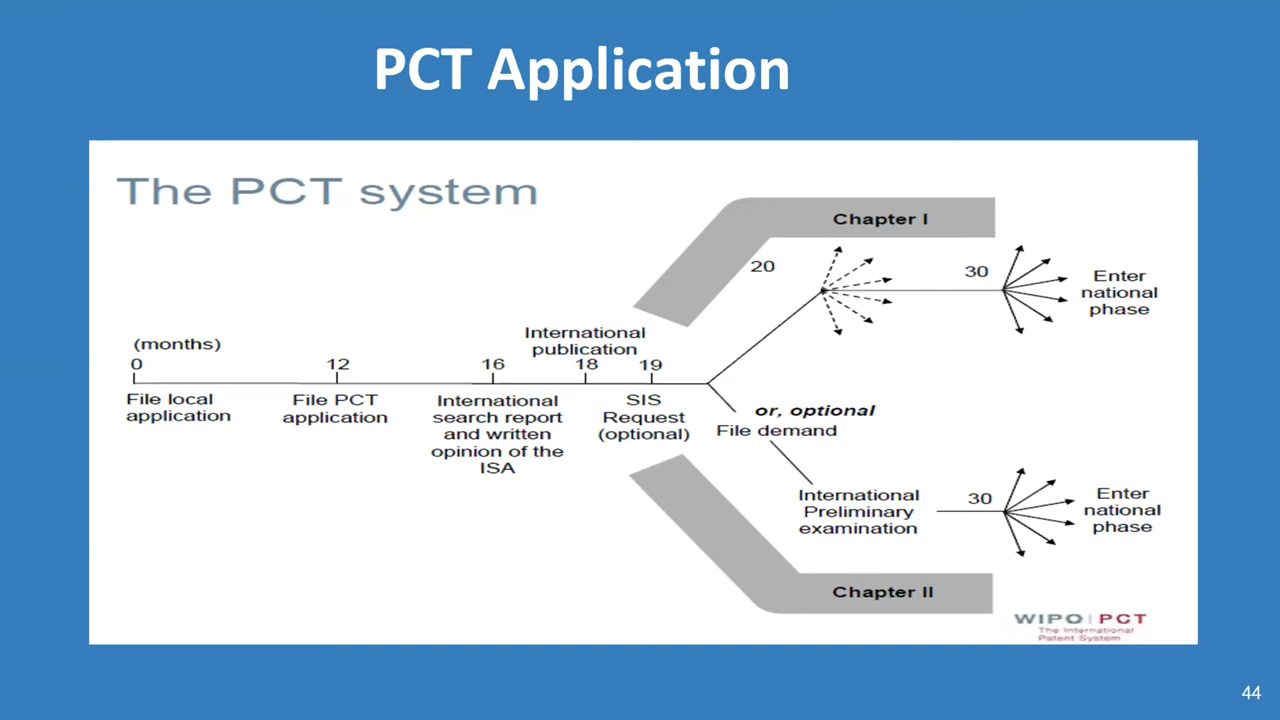 PCT Application
The PCT system
Chapter I
20
30
Enter
national
phase
(months)
0
12
16
International
publication
18
19
File local
application
File PCT
application
International
search report
and written
opinion of the
ISA
SIS
Request
(optional)
or, optional
File demand
International
Preliminary
examination
30
Enter
national
phase
Chapter II
WIPO | PCT
The International
Patent System
44